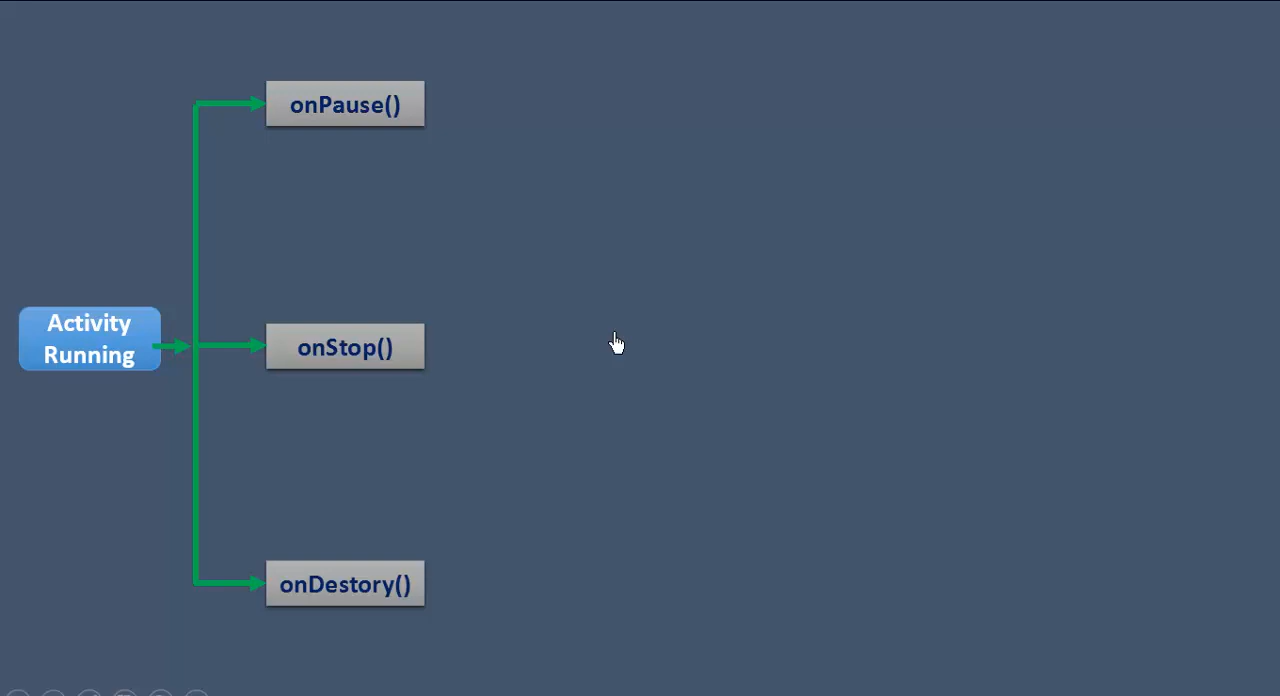 onPause()
Activity
Running
onStop()
onDestory()